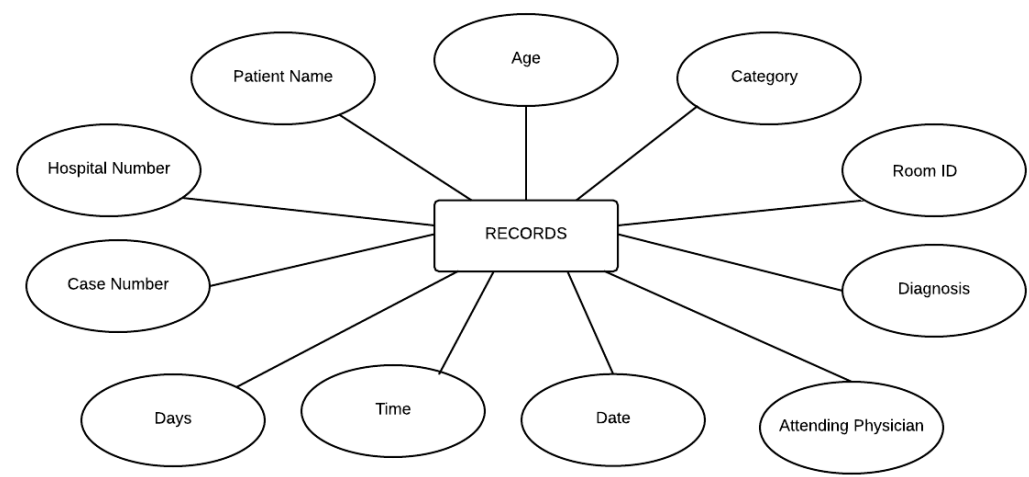 Age
Patient Name
Category
Hospital Number
Room ID
RECORDS
Case Number
Diagnosis
Days
Time
Date
Attending Physician